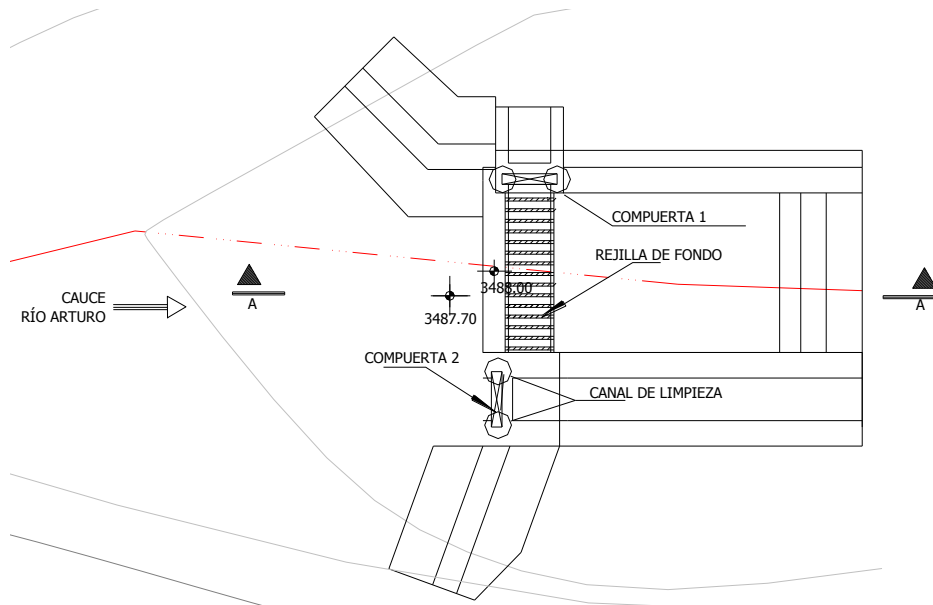 COMPUERTA 1
REJILLA DE FONDO
3488.00
A
A
CAUCE
RÍO ARTURO
3487.70
COMPUERTA 2
CANAL DE LIMPIEZA